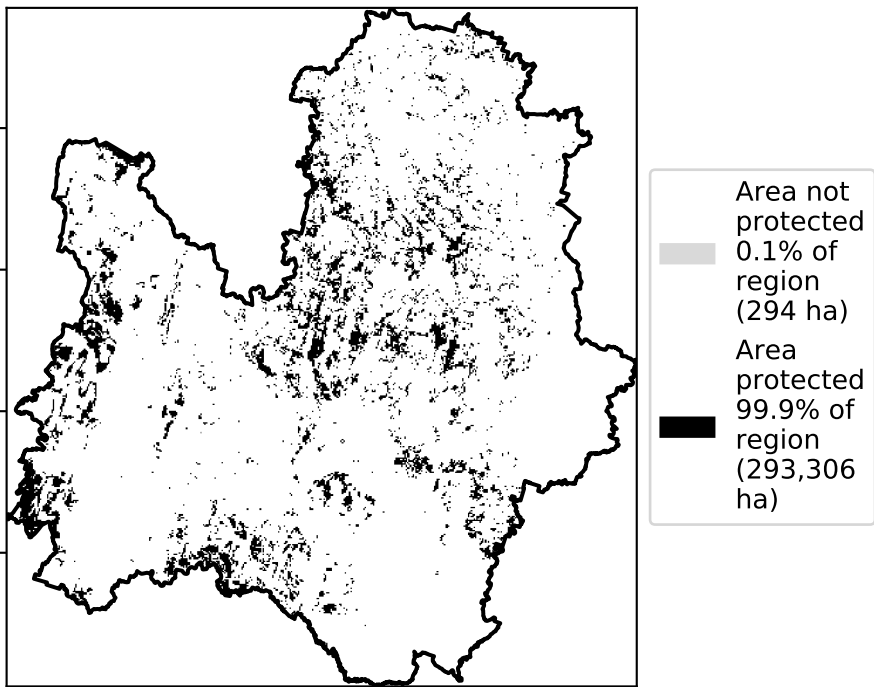 Area not
protected
0.1% of
region
(294 ha)
Area
protected
99.9% of
region
(293,306
ha)